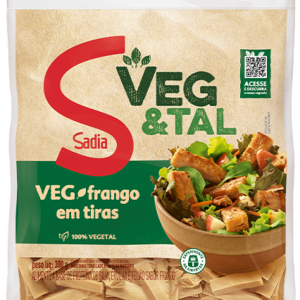 VEG
&TAL
Sadia
ACESSE
E DESCUBRA
VEG frango
em tiras
100% VEGETAL